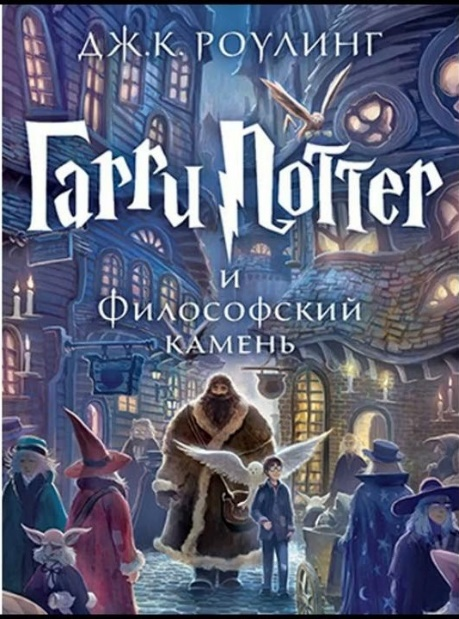 ДЖ.К. РОУЛИНГ
Гарри Поттер
и
Философский
камень